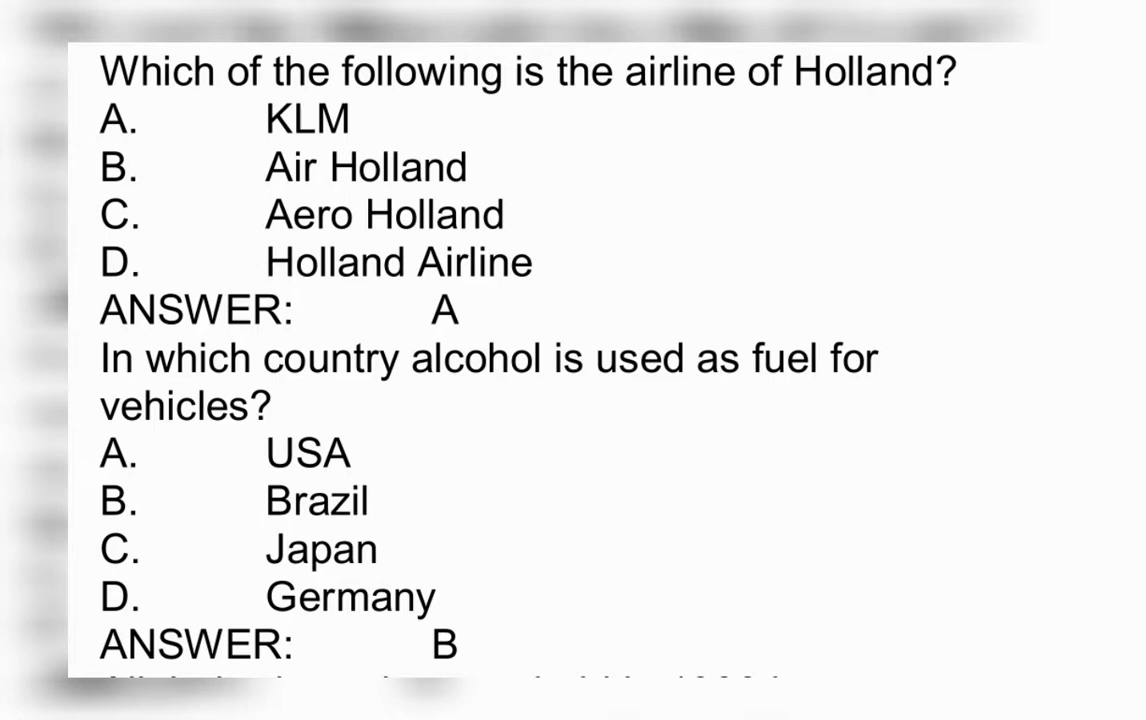 Which of the following is the airline of Holland?
A. KLM
B. Air Holland
C. Aero Holland
D. Holland Airline
ANSWER: A
In which country alcohol is used as fuel for
vehicles?
A. USA
B. Brazil
C. Japan
D. Germany
ANSWER: B